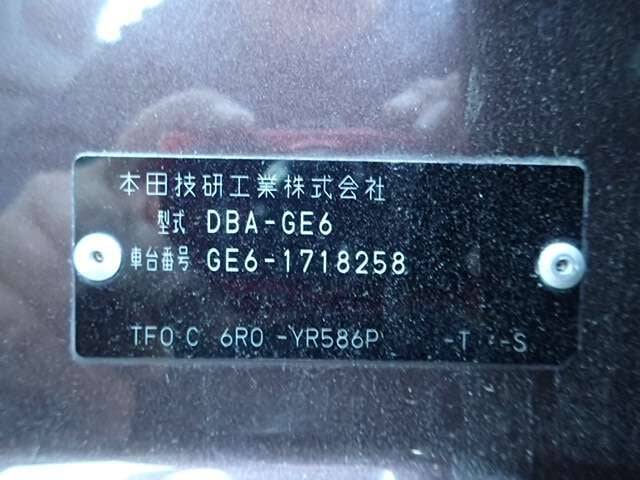 本田技研工業株式会社
型式 DBA-GE6
車台番号 GE6-1718258
TF0 C 6R0 -YR586P -T -S